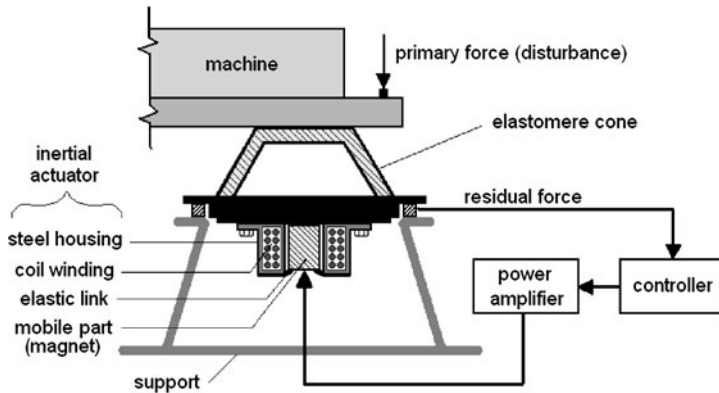 machine
primary force (disturbance)
elastomere cone
inertial
actuator
residual force
steel housing
coil winding
elastic link
mobile part
(magnet)
power
amplifier
controller
support